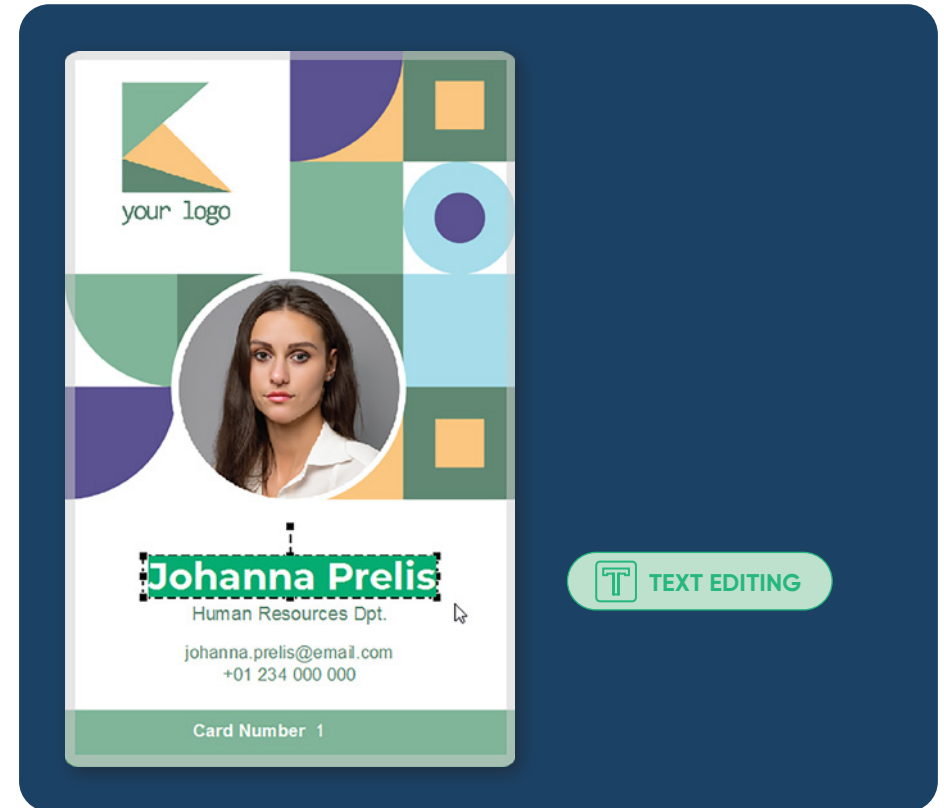 your logo
Johanna Prelis
Human Resources Dpt.
johanna.prelis@email.com
+01 234 000 000
Card Number 1
T TEXT EDITING